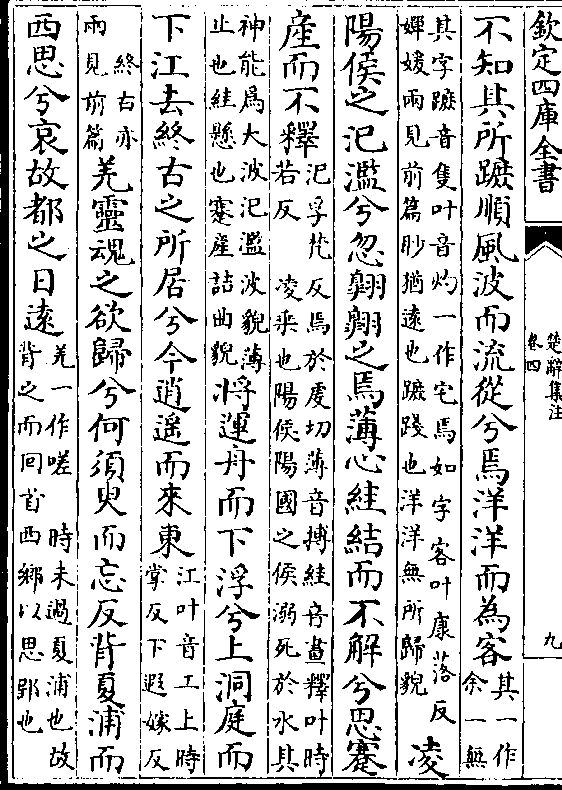 欽定四庫全書
楚辭集注
卷四
九
不知其所蹠順風波而流從兮焉洋洋而為客其一作
余一無
其字蹠音隻叶音灼一作宅焉如字客叶康落反
嬋媛兩見前篇眇猶遠也蹠踐也洋洋無所歸貌
凌
陽侯之氾濫兮忽翱翔之焉薄心絓結而不解兮思蹇
產而不釋
氾孚梵反焉於虔切薄音搏絓音畫釋叶時
若反 凌乘也陽侯陽國之侯溺死於水其
神能為大波氾濫波貌薄
止也絓懸也蹇產詰曲貌
將運舟而下浮兮上洞庭而
下江去終古之所居兮今逍遙而來東
江叶音工上時
掌反下遐嫁反
終古亦
兩見前篇
羌靈魂之欲歸兮何須臾而忘反背夏浦而
西思兮哀故都之日遠
羌一作嗟 時未過夏浦也故
背之而回首西鄉以思郢也